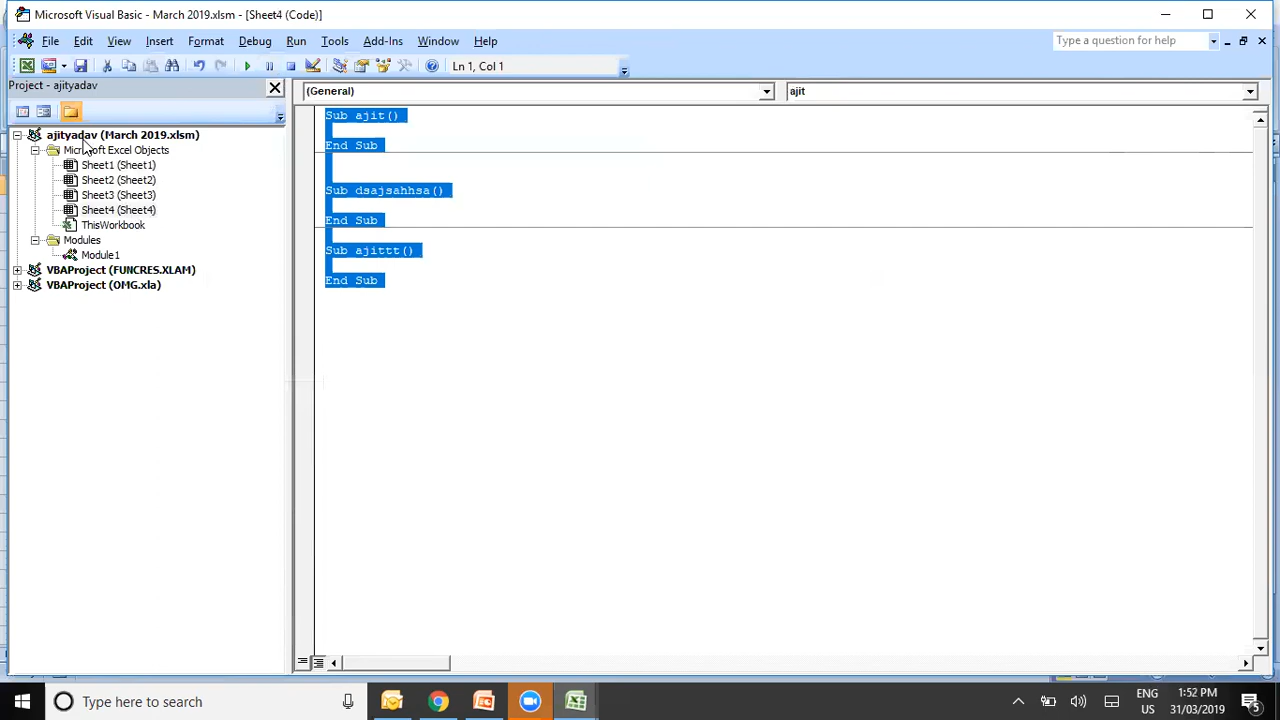 Microsoft Visual Basic - March 2019.xlsm - [Sheet4 (Code)]
File Edit View Insert Format Debug Run Tools Add-Ins Window Help
Type a question for help
Ln 1, Col 1
Project - ajityadav
(General)
ajit
ajityadav (March 2019.xlsm)
Microsoft Excel Objects
Sheet1 (Sheet1)
Sheet2 (Sheet2)
Sheet3 (Sheet3)
Sheet4 (Sheet4)
ThisWorkbook
Modules
Module1
VBAProject (FUNCRES.XLAM)
VBAProject (OMG.xla)
Sub ajit()
End Sub
Sub dsajsahhsa()
End Sub
Sub ajittt()
End Sub
Type here to search
ENG
US
1:52 PM
31/03/2019
5